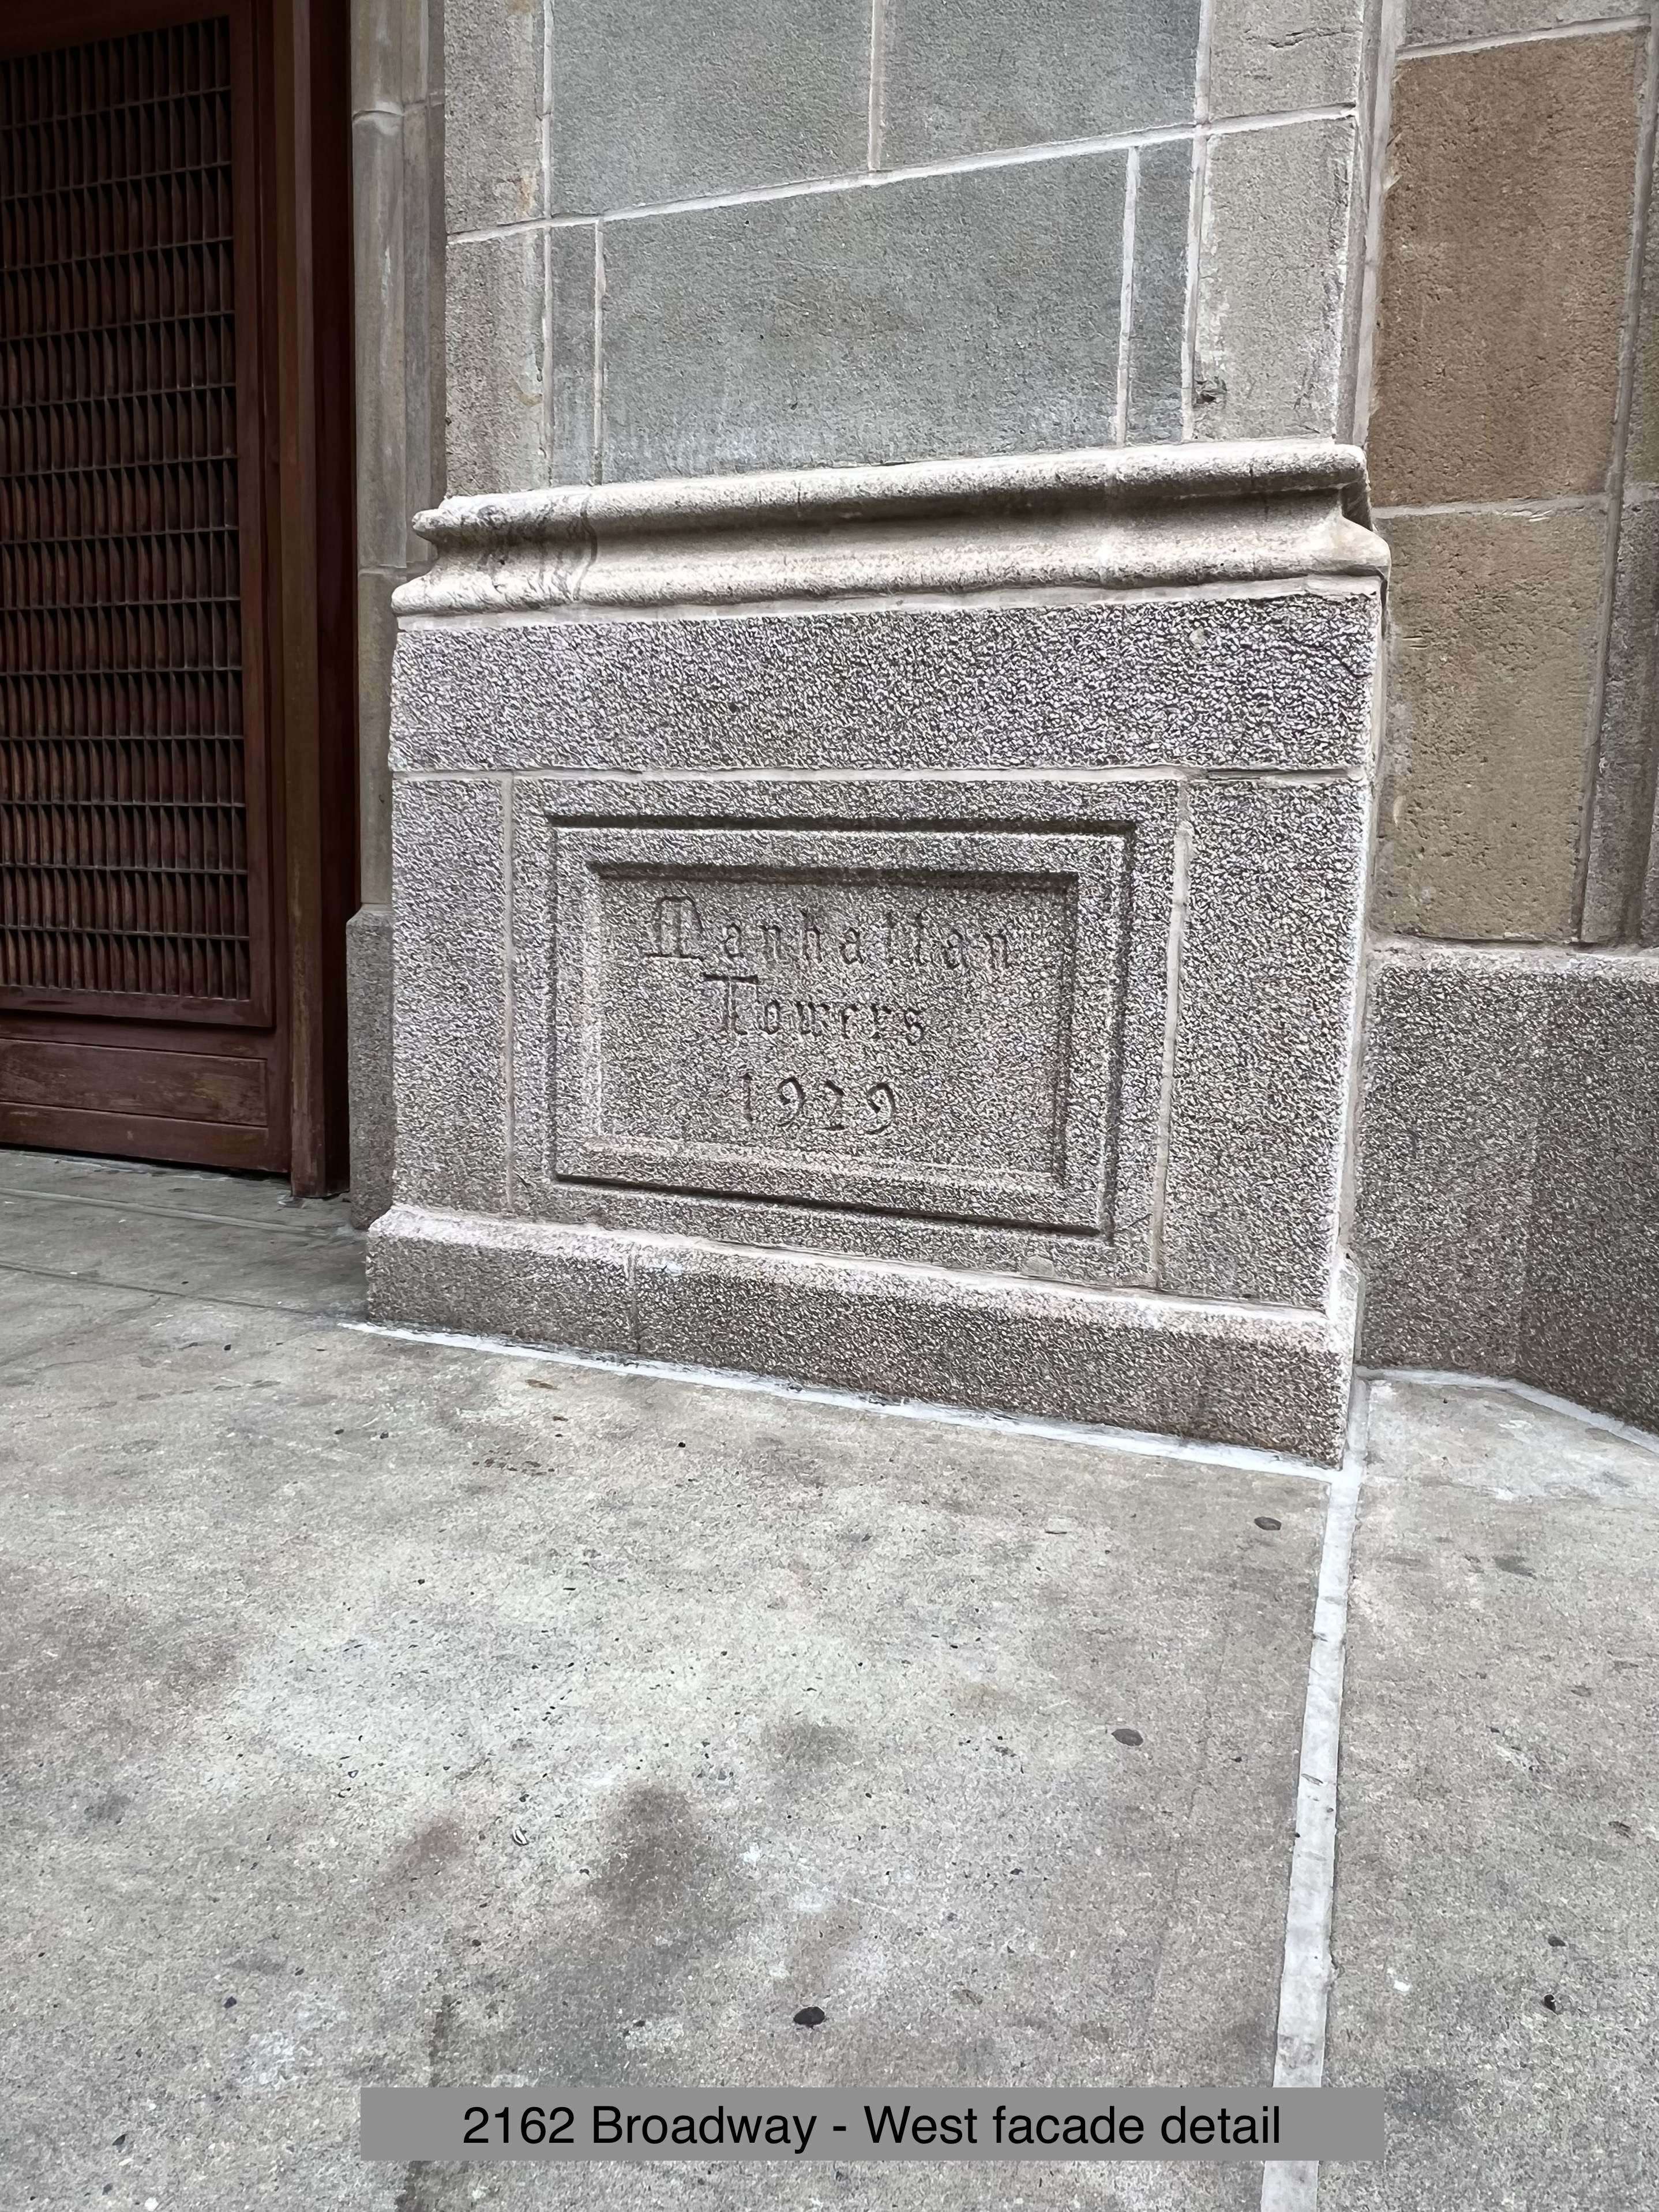 Manhattan
Towers
1929
2162 Broadway - West facade detail